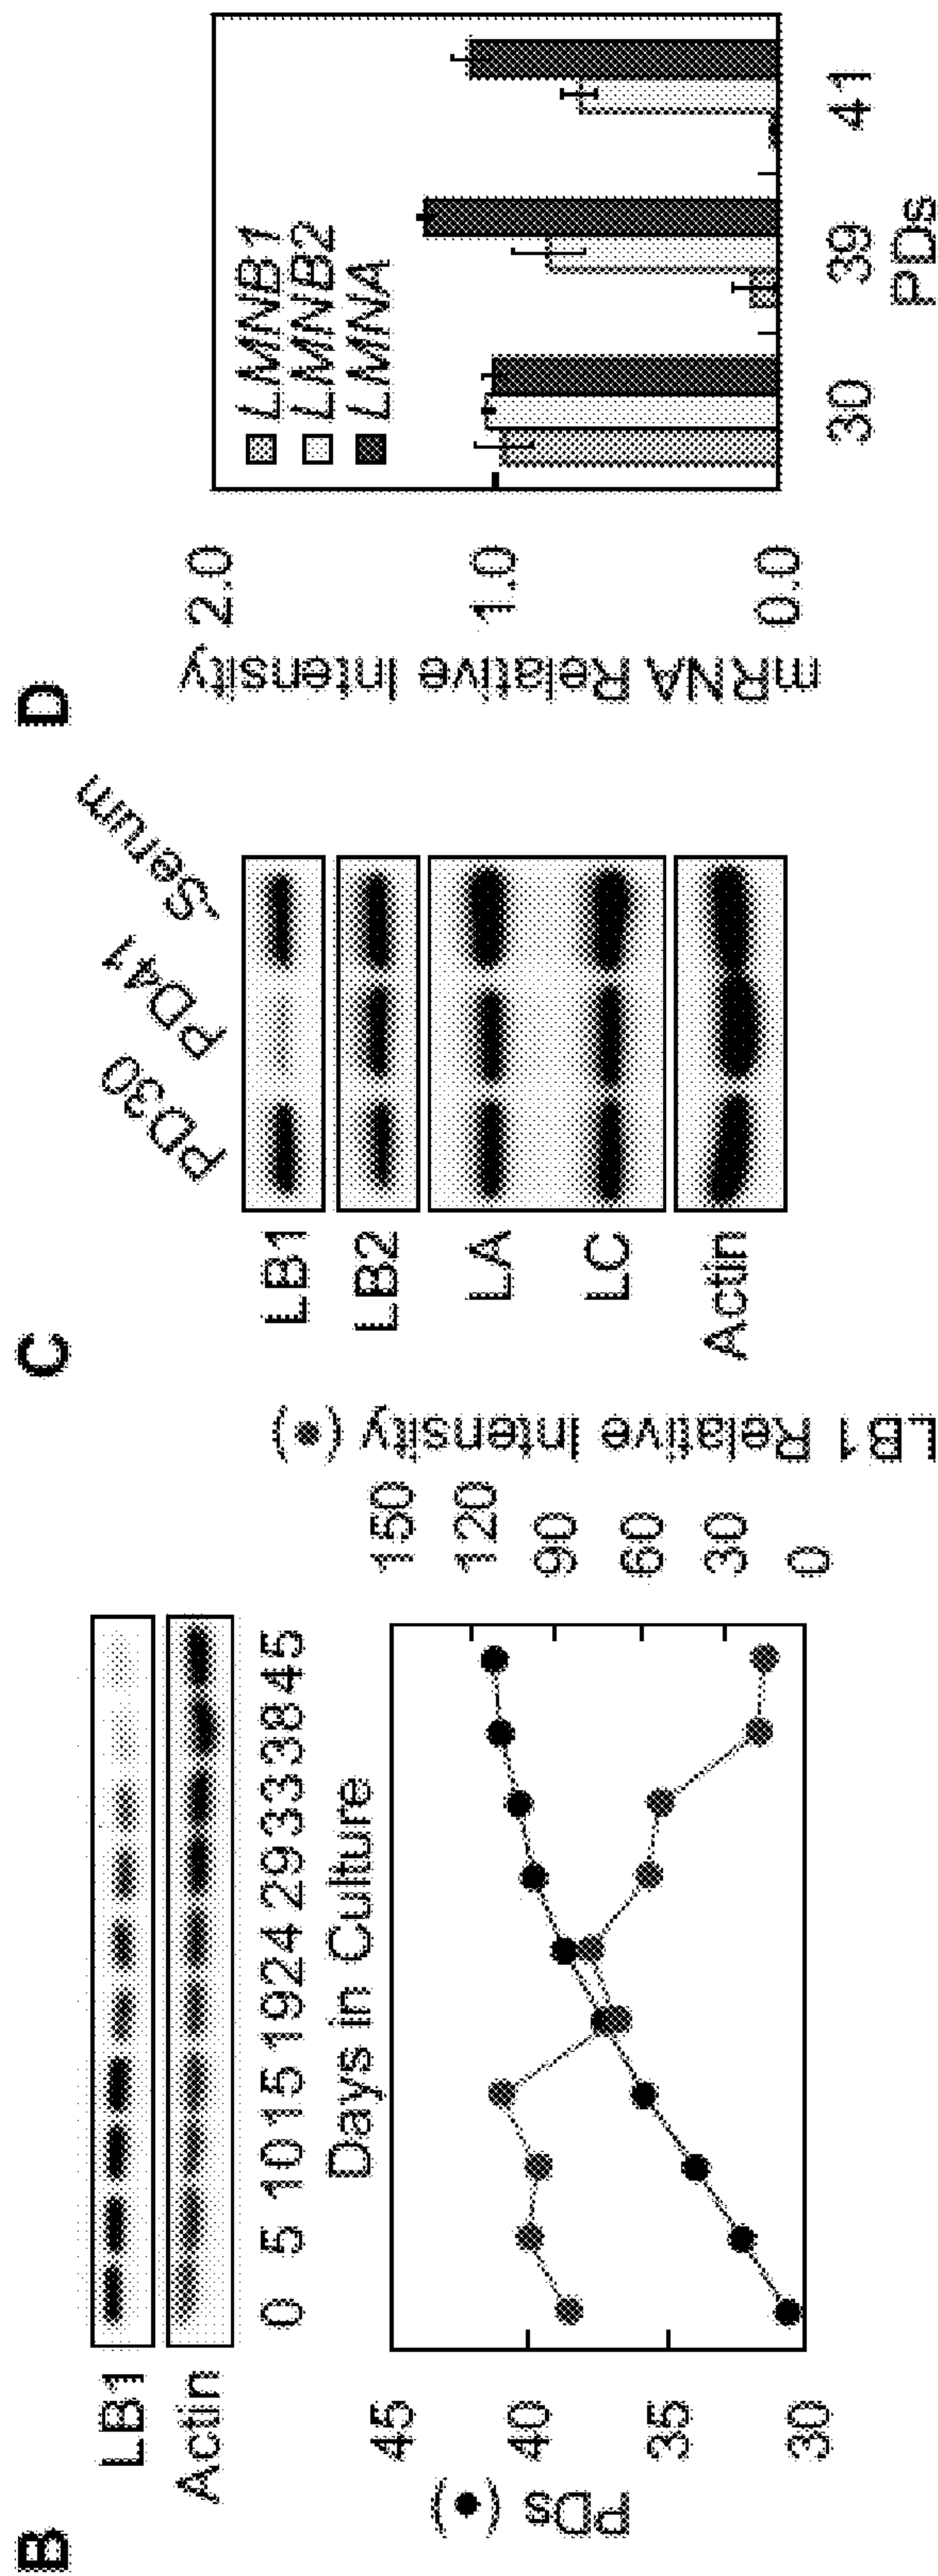 B
LB1
Actin
0 5 10 15 19 24 29 33 38 45
Days in Culture
PDs (●)
45
40
35
30
LB1 Relative Intensity (●)
150
120
90
60
30
0
C
PD30 PD41 -Serum
LB1
LB2
LA
LC
Actin
D
mRNA Relative Intensity
2.0
1.0
0.0
LMNB1
LMNB2
LMNA
30 39 41
PDs